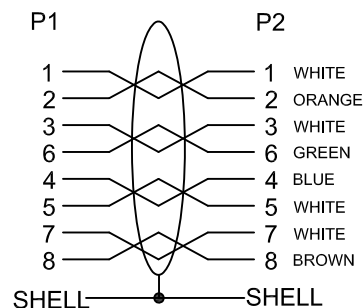 P1 P2
1 1 WHITE
2 2 ORANGE
3 3 WHITE
6 6 GREEN
4 4 BLUE
5 5 WHITE
7 7 WHITE
8 8 BROWN
SHELL SHELL